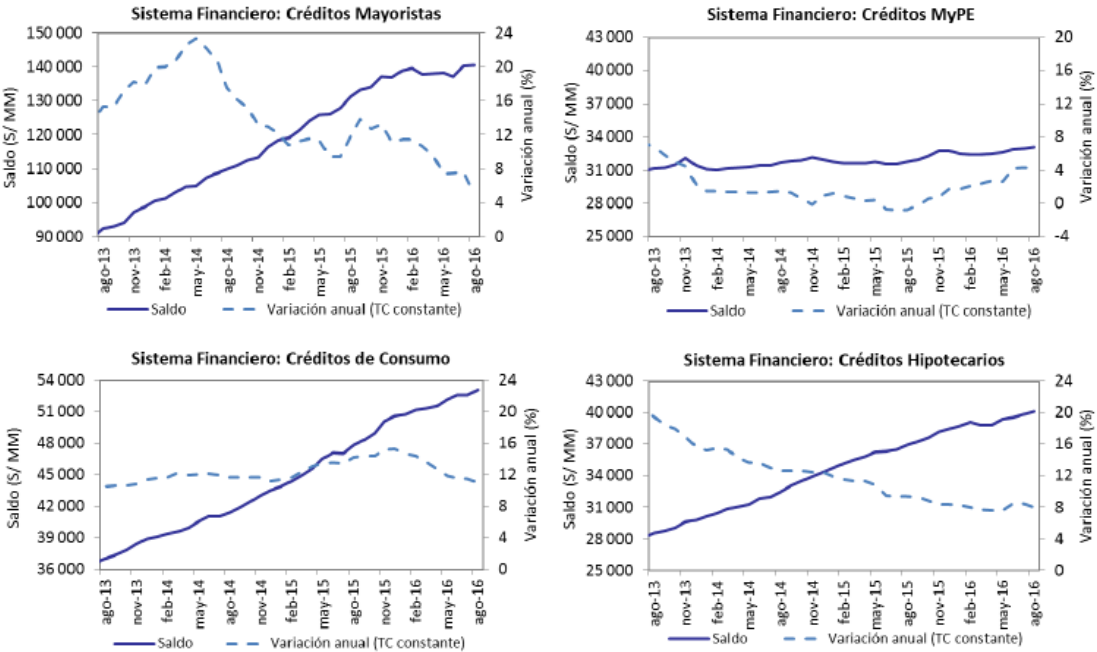 Sistema Financiero: Créditos Mayoristas
Saldo (S/ MM)
150 000
140 000
130 000
120 000
110 000
100 000
90 000
24
20
16
12
8
4
0
Variación anual (%)
ago-13
nov-13
feb-14
may-14
ago-14
nov-14
feb-15
may-15
ago-15
nov-15
feb-16
may-16
ago-16
Saldo
Variación anual (TC constante)
Sistema Financiero: Créditos MyPE
Saldo (S/ MM)
43 000
40 000
37 000
34 000
31 000
28 000
25 000
20
16
12
8
4
0
-4
Variación anual (%)
ago-13
nov-13
feb-14
may-14
ago-14
nov-14
feb-15
may-15
ago-15
nov-15
feb-16
may-16
ago-16
Saldo
Variación anual (TC constante)
Sistema Financiero: Créditos de Consumo
Saldo (S/ MM)
54 000
51 000
48 000
45 000
42 000
39 000
36 000
24
20
16
12
8
4
0
Variación anual (%)
ago-13
nov-13
feb-14
may-14
ago-14
nov-14
feb-15
may-15
ago-15
nov-15
feb-16
may-16
ago-16
Saldo
Variación anual (TC constante)
Sistema Financiero: Créditos Hipotecarios
Saldo (S/ MM)
43 000
40 000
37 000
34 000
31 000
28 000
25 000
24
20
16
12
8
4
0
Variación anual (%)
ago-13
nov-13
feb-14
may-14
ago-14
nov-14
feb-15
may-15
ago-15
nov-15
feb-16
may-16
ago-16
Saldo
Variación anual (TC constante)